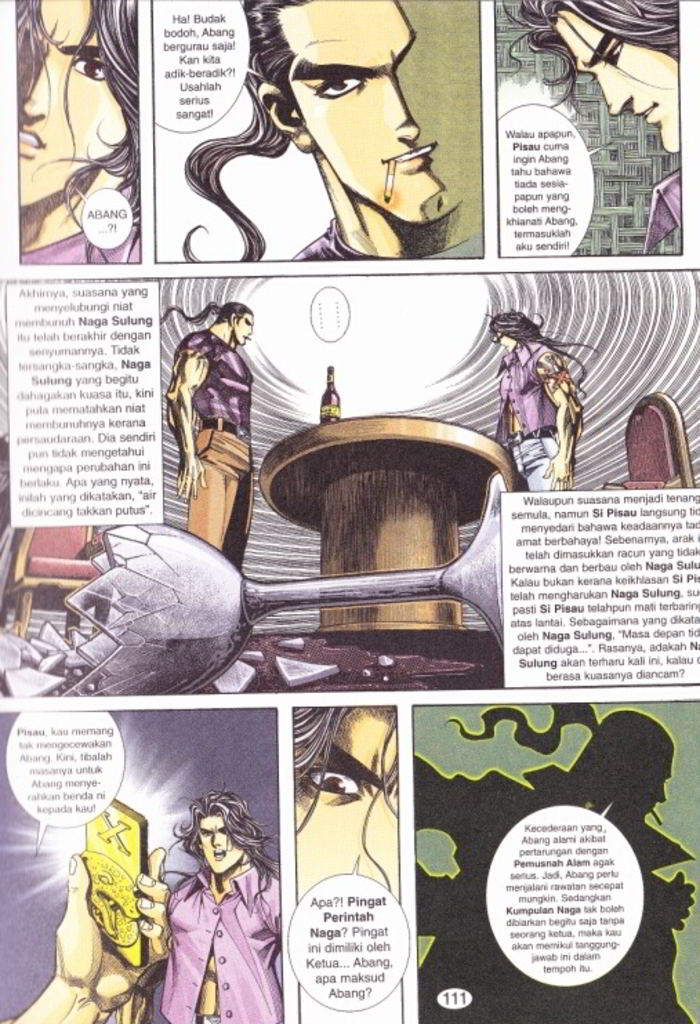 ABANG
...?!
Ha! Budak
bodoh, Abang
bergurau saja!
Kan kita
adik-beradik?!
Usahlah
serius
sangat!
Walau apapun,
Pisau cuma
ingin Abang
tahu bahawa
tiada sesia-
papun yang
boleh meng-
khianati Abang,
termasuklah
aku sendiri!
Akhirnya, suasana yang
menyelubungi niat
membunuh Naga Sulung
itu telah berakhir dengan
senyumannya. Tidak
tersangka-sangka, Naga
Sulung yang begitu
dahagakan kuasa itu, kini
pula mematahkan niat
membunuhnya kerana
persaudaraan. Dia sendiri
pun tidak mengetahui
mengapa perubahan ini
berlaku. Apa yang nyata,
inilah yang dikatakan, "air
dicincang takkan putus".
Walaupun suasana menjadi tenang
semula, namun Si Pisau langsung
menyedari bahawa keadaannya
amat berbahaya! Sebenarnya, arak
telah dimasukkan racun yang tidak
berwarna dan berbau oleh Naga
Kalau bukan kerana keikhlasan Si
telah mengharukan Naga Sulung,
pasti Si Pisau telahpun mati
atas lantai. Sebagaimana yang
oleh Naga Sulung, "Masa depan
dapat diduga...". Rasanya, adakah
Sulung akan terharu kali ini, kalau
berasa kuasanya diancam?
Pisau, kau memang
tak mengecewakan
Abang. Kini, tibalah
masanya untuk
Abang menye-
rahkan benda ni
kepada kau!
Apa?! Pingat
Perintah
Naga? Pingat
ini dimiliki oleh
Ketua... Abang,
apa maksud
Abang?
Kecederaan yang
Abang alami akibat
pertarungan dengan
Pemusnah Alam agak
serius. Jadi, Abang perlu
menjalani rawatan secepat
mungkin. Sedangkan
Kumpulan Naga tak boleh
dibiarkan begitu saja tanpa
seorang ketua, maka kau
akan memikul tanggung-
jawab ini dalam
tempoh itu.
111